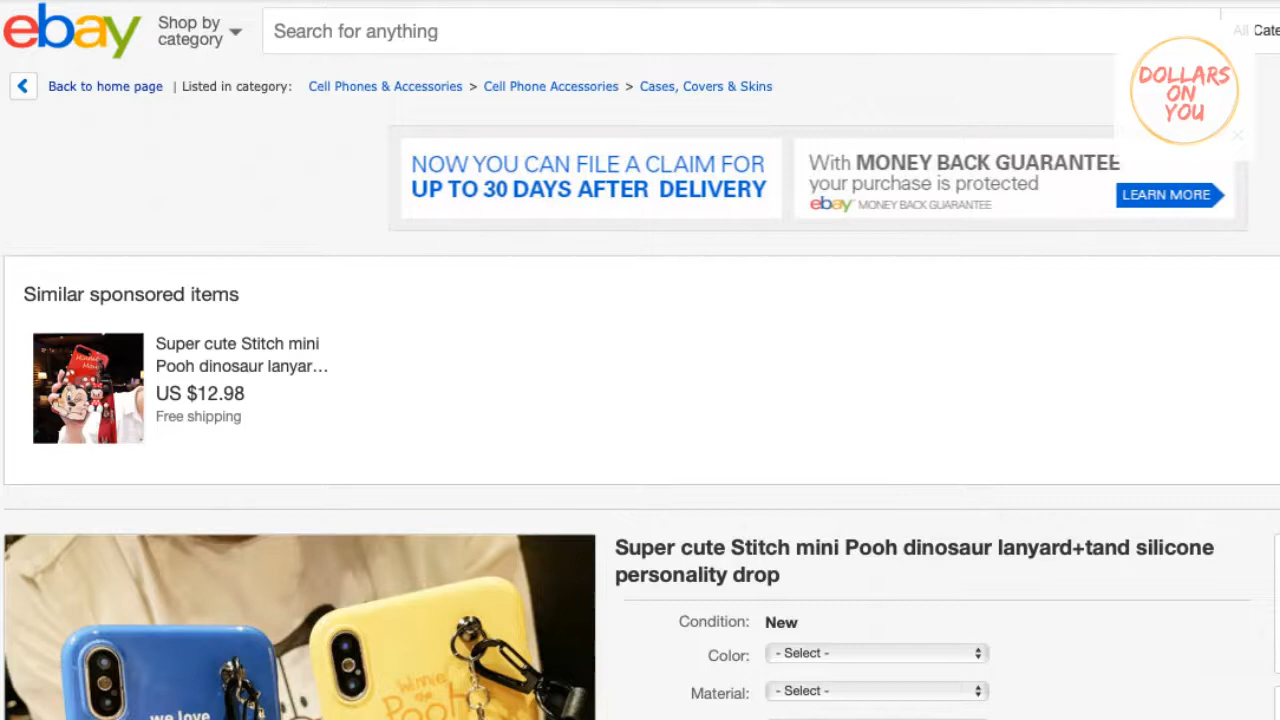 ebay
Shop by
category
Search for anything
All Cate
DOLLARS
ON
YOU
Back to home page | Listed in category: Cell Phones & Accessories > Cell Phone Accessories > Cases, Covers & Skins
NOW YOU CAN FILE A CLAIM FOR
UP TO 30 DAYS AFTER DELIVERY
With MONEY BACK GUARANTEE
your purchase is protected
ebay MONEY BACK GUARANTEE
LEARN MORE
Similar sponsored items
Minnie
Super cute Stitch mini
Pooh dinosaur lanyar...
US $12.98
Free shipping
Super cute Stitch mini Pooh dinosaur lanyard+tand silicone
personality drop
Condition: New
Color: - Select -
Material: - Select -
we love
Winnie
the
Pooh